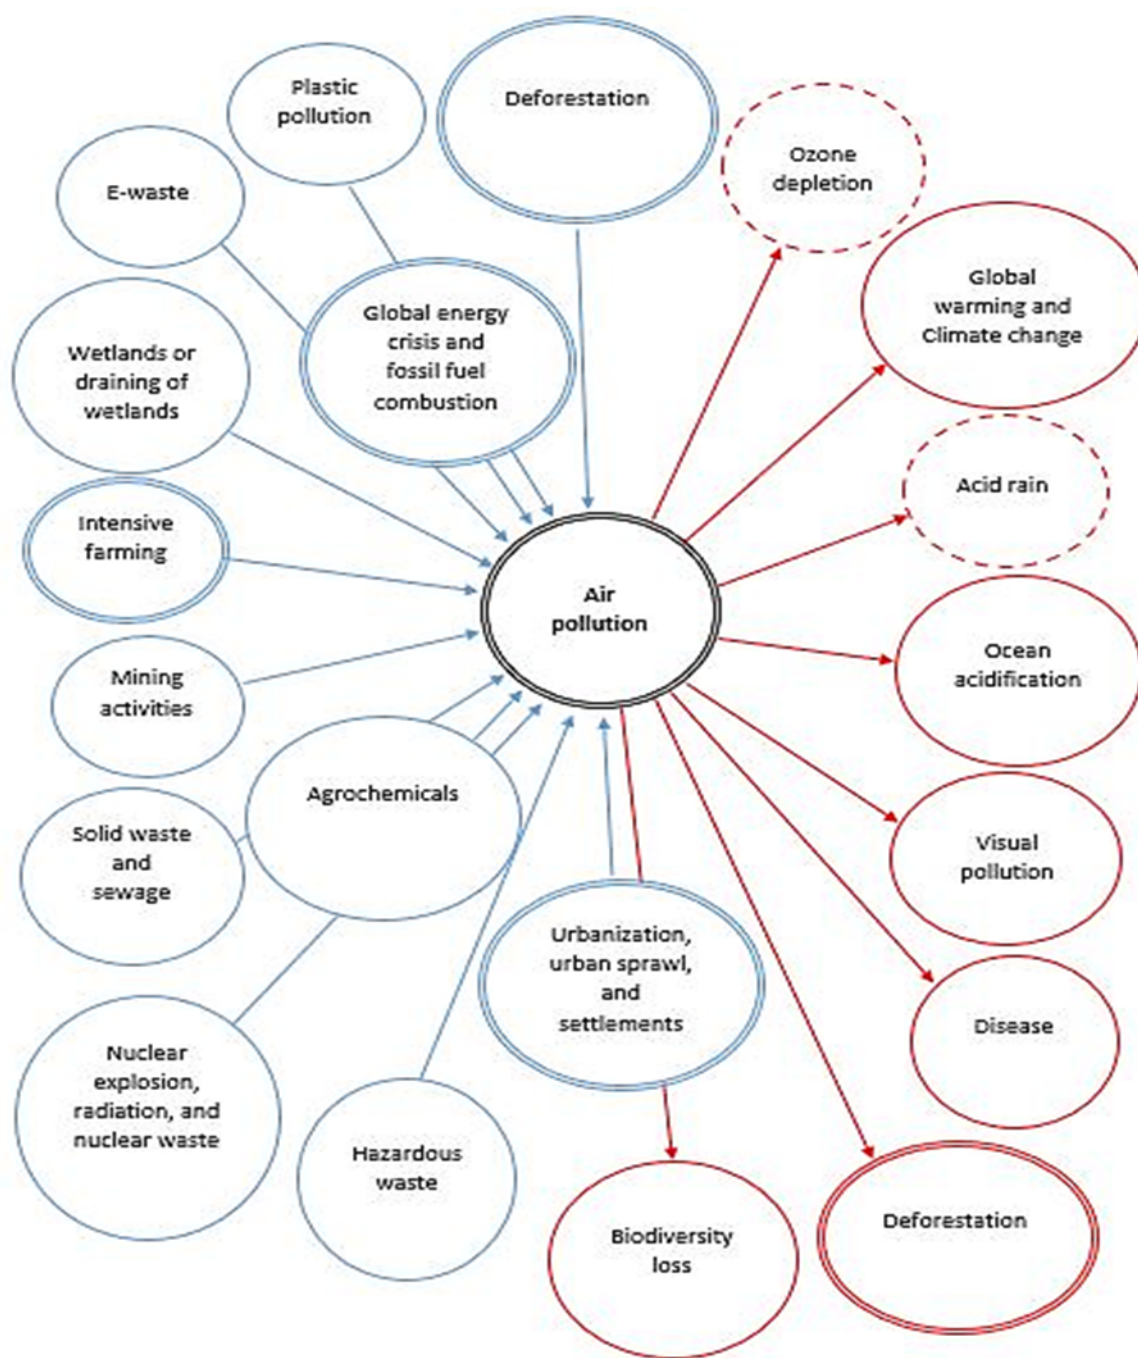 Plastic
pollution
Deforestation
Ozone
depletion
E-waste
Global
warming and
Climate change
Global energy
crisis and
fossil fuel
combustion
Wetlands or
draining of
wetlands
Acid rain
Intensive
farming
Air
pollution
Ocean
acidification
Mining
activities
Agrochemicals
Solid waste
and
sewage
Visual
pollution
Urbanization,
urban sprawl,
and
settlements
Disease
Nuclear
explosion,
radiation, and
nuclear waste
Hazardous
waste
Biodiversity
loss
Deforestation